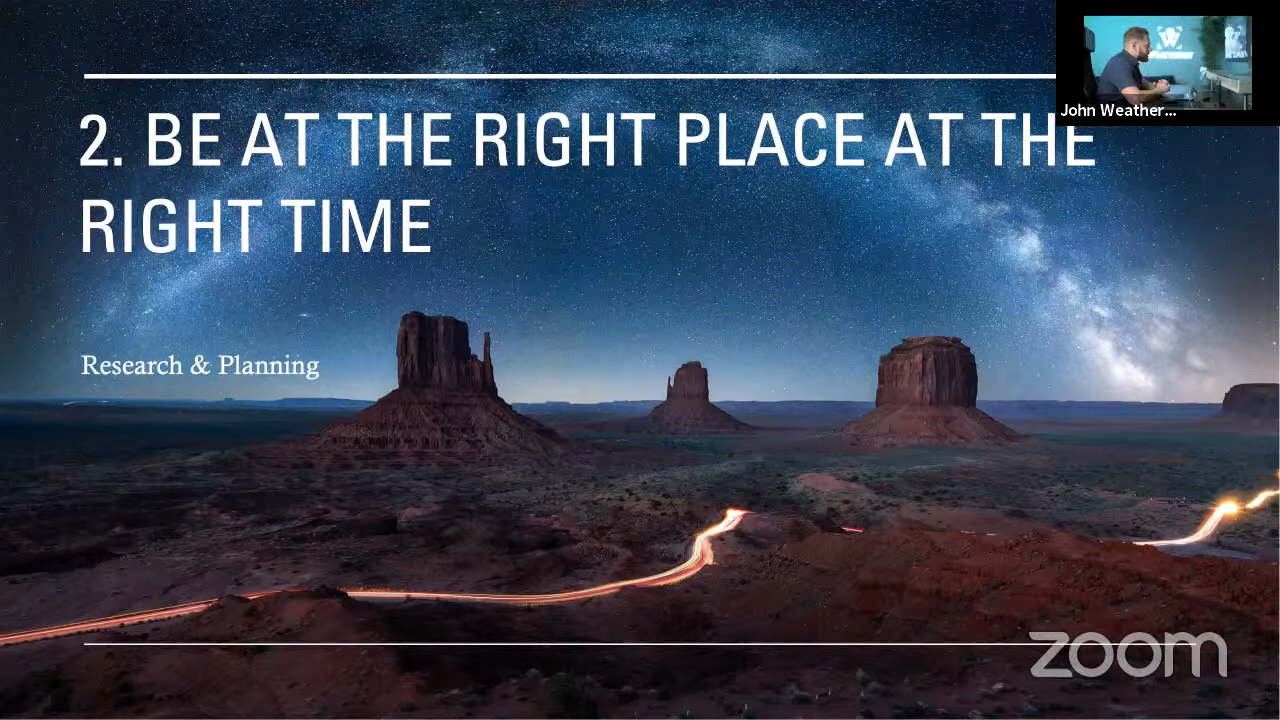 2. BE AT THE RIGHT PLACE AT THE
RIGHT TIME
Research & Planning
John Weather...
zoom